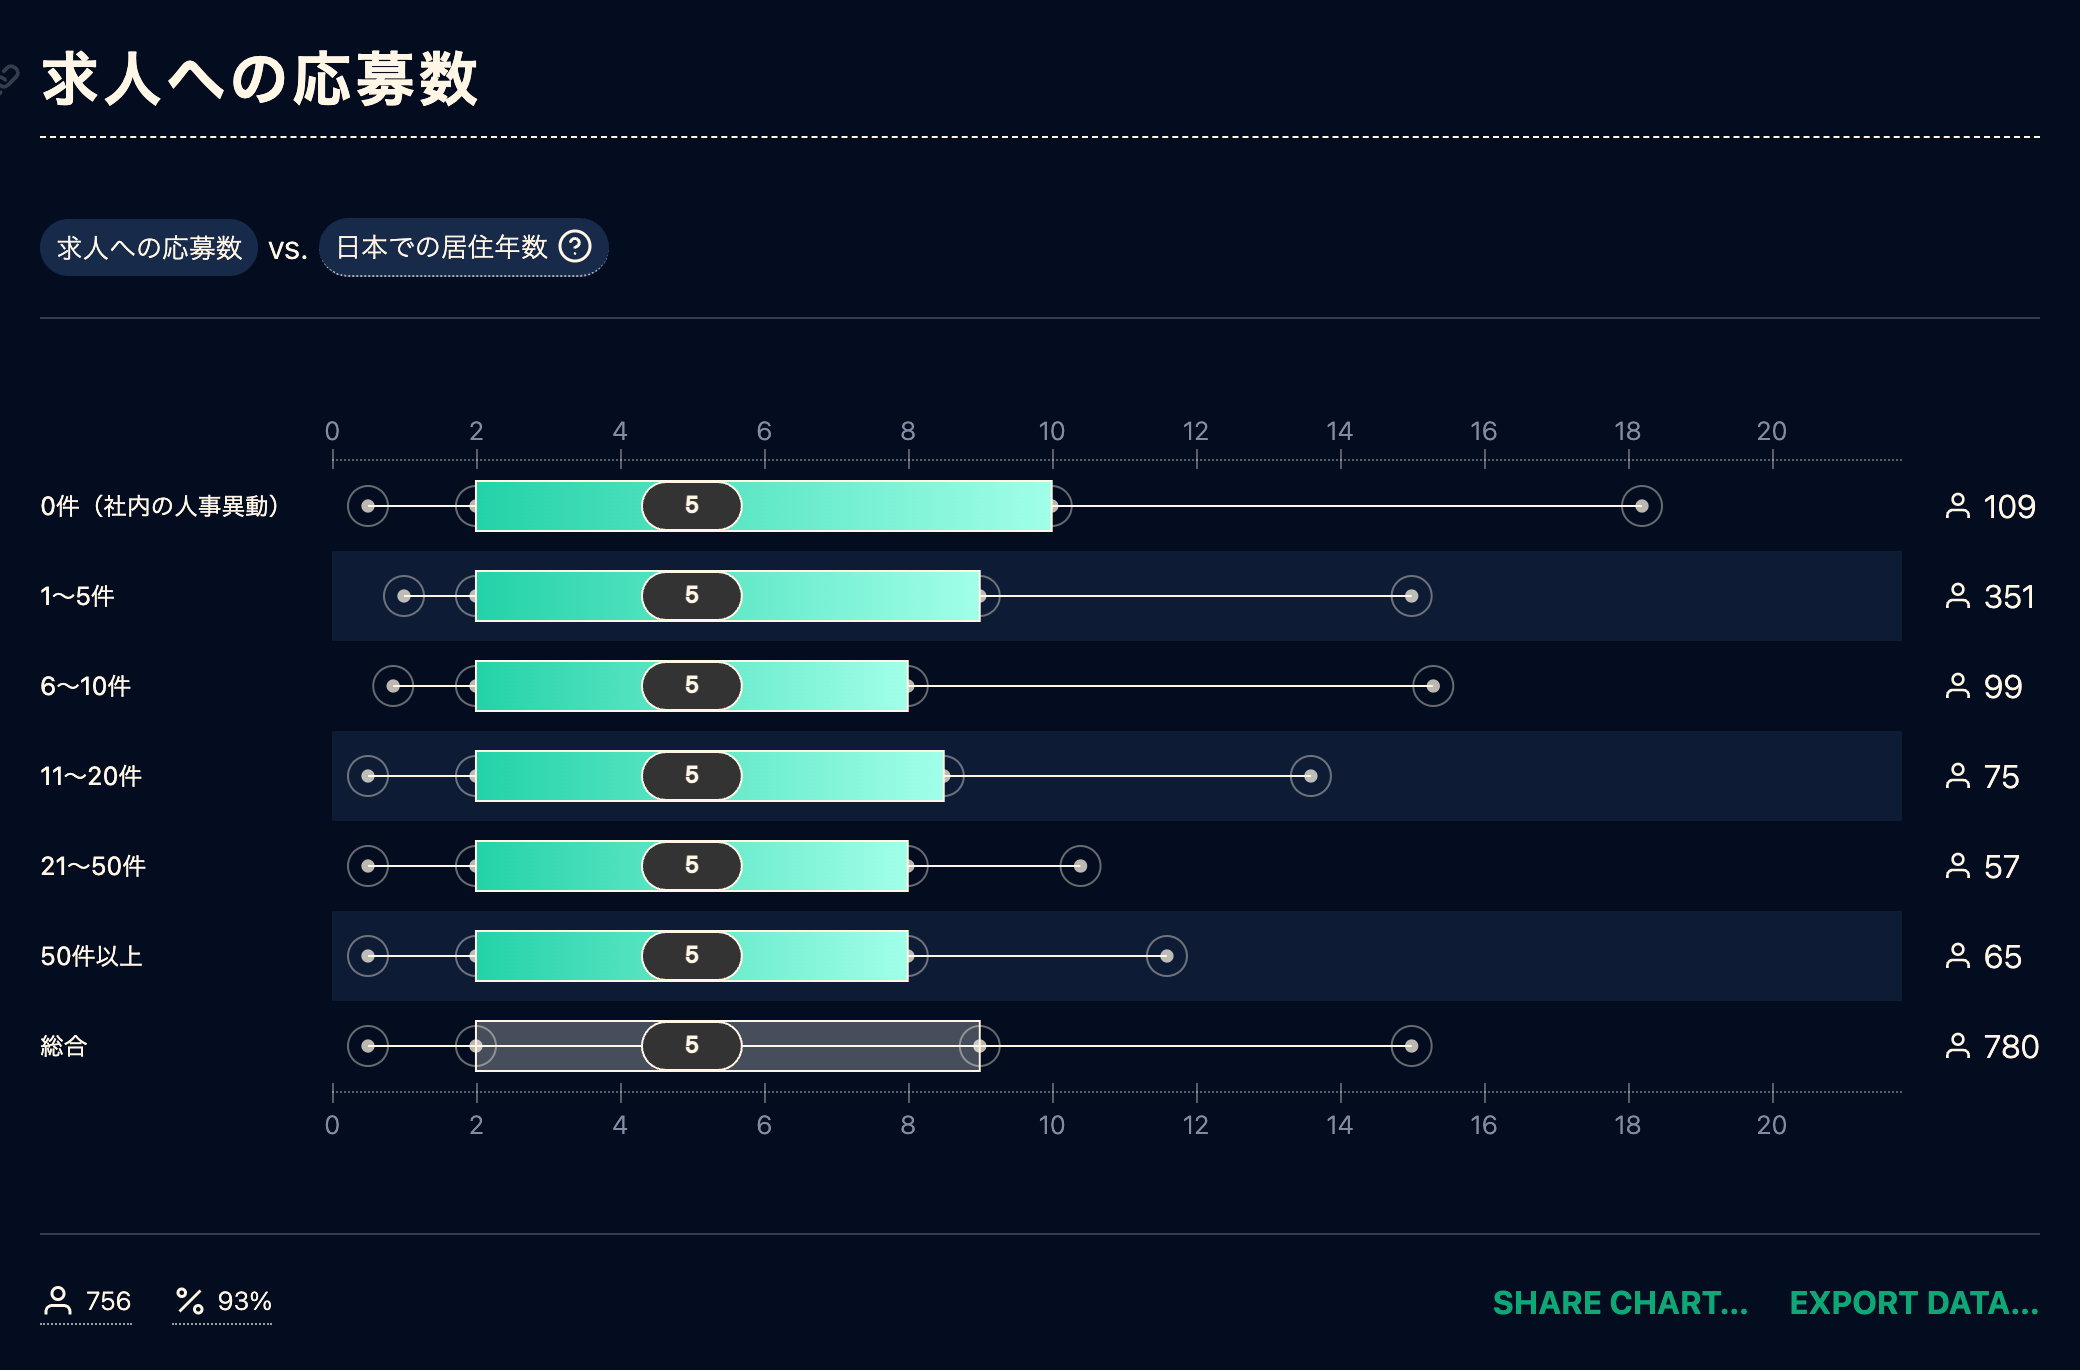 求人への応募数
求人への応募数 vs. 日本での居住年数 ?
0 2 4 6 8 10 12 14 16 18 20
0件（社内の人事異動） 5 109
1〜5件 5 351
6〜10件 5 99
11〜20件 5 75
21〜50件 5 57
50件以上 5 65
総合 5 780
0 2 4 6 8 10 12 14 16 18 20
756 93% SHARE CHART... EXPORT DATA...